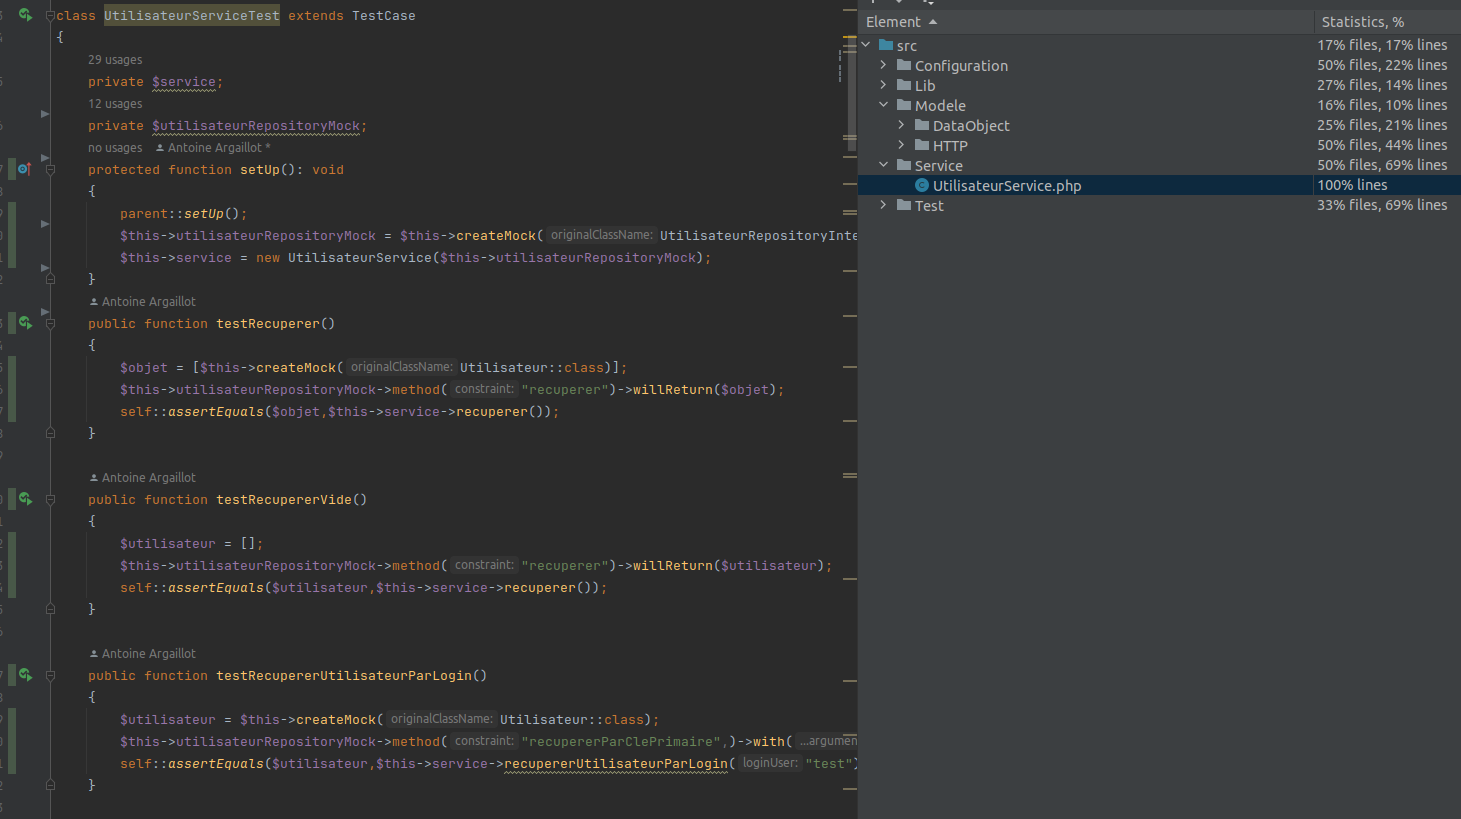 class UtilisateurServiceTest extends TestCase
{
29 usages
private $service;
12 usages
private $utilisateurRepositoryMock;
no usages Antoine Argaillot *
protected function setUp(): void
{
parent::setUp();
$this->utilisateurRepositoryMock = $this->createMock( originalClassName: UtilisateurRepositoryInte
$this->service = new UtilisateurService($this->utilisateurRepositoryMock);
}
Antoine Argaillot
public function testRecuperer()
{
$objet = [$this->createMock( originalClassName: Utilisateur::class)];
$this->utilisateurRepositoryMock->method( constraint: "recuperer")->willReturn($objet);
self::assertEquals($objet,$this->service->recuperer());
}
Antoine Argaillot
public function testRecupererVide()
{
$utilisateur = [];
$this->utilisateurRepositoryMock->method( constraint: "recuperer")->willReturn($utilisateur);
self::assertEquals($utilisateur,$this->service->recuperer());
}
Antoine Argaillot
public function testRecupererUtilisateurParLogin()
{
$utilisateur = $this->createMock( originalClassName: Utilisateur::class);
$this->utilisateurRepositoryMock->method( constraint: "recupererParClePrimaire",)->with( ...argumen
self::assertEquals($utilisateur,$this->service->recupererUtilisateurParLogin( loginUser: "test")
}
Element Statistics, %
src 17% files, 17% lines
Configuration 50% files, 22% lines
Lib 27% files, 14% lines
Modele 16% files, 10% lines
DataObject 25% files, 21% lines
HTTP 50% files, 44% lines
Service 50% files, 69% lines
UtilisateurService.php 100% lines
Test 33% files, 69% lines